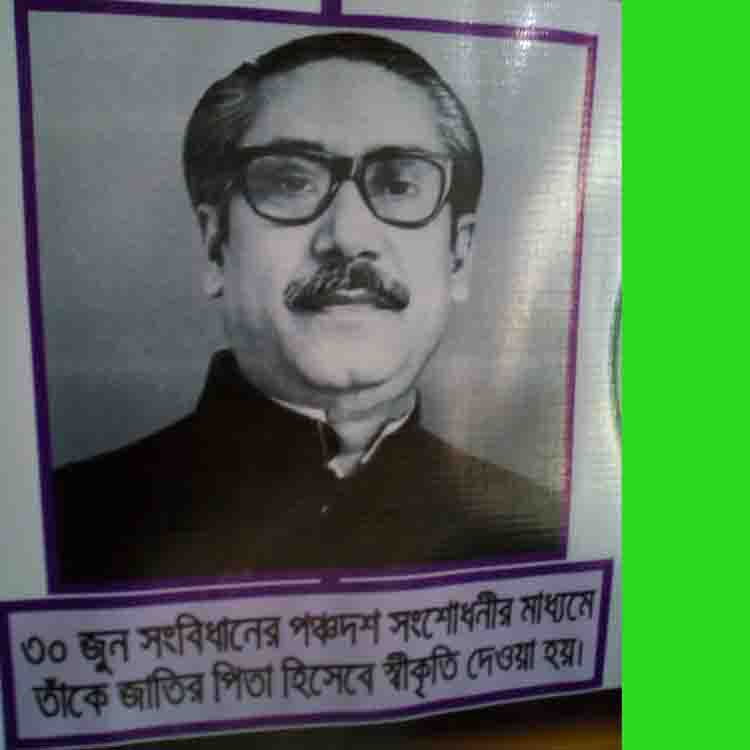 ৩০ জুন সংবিধানের পঞ্চদশ সংশোধনীর মাধ্যমে
তাঁকে জাতির পিতা হিসেবে স্বীকৃতি দেওয়া হয়।